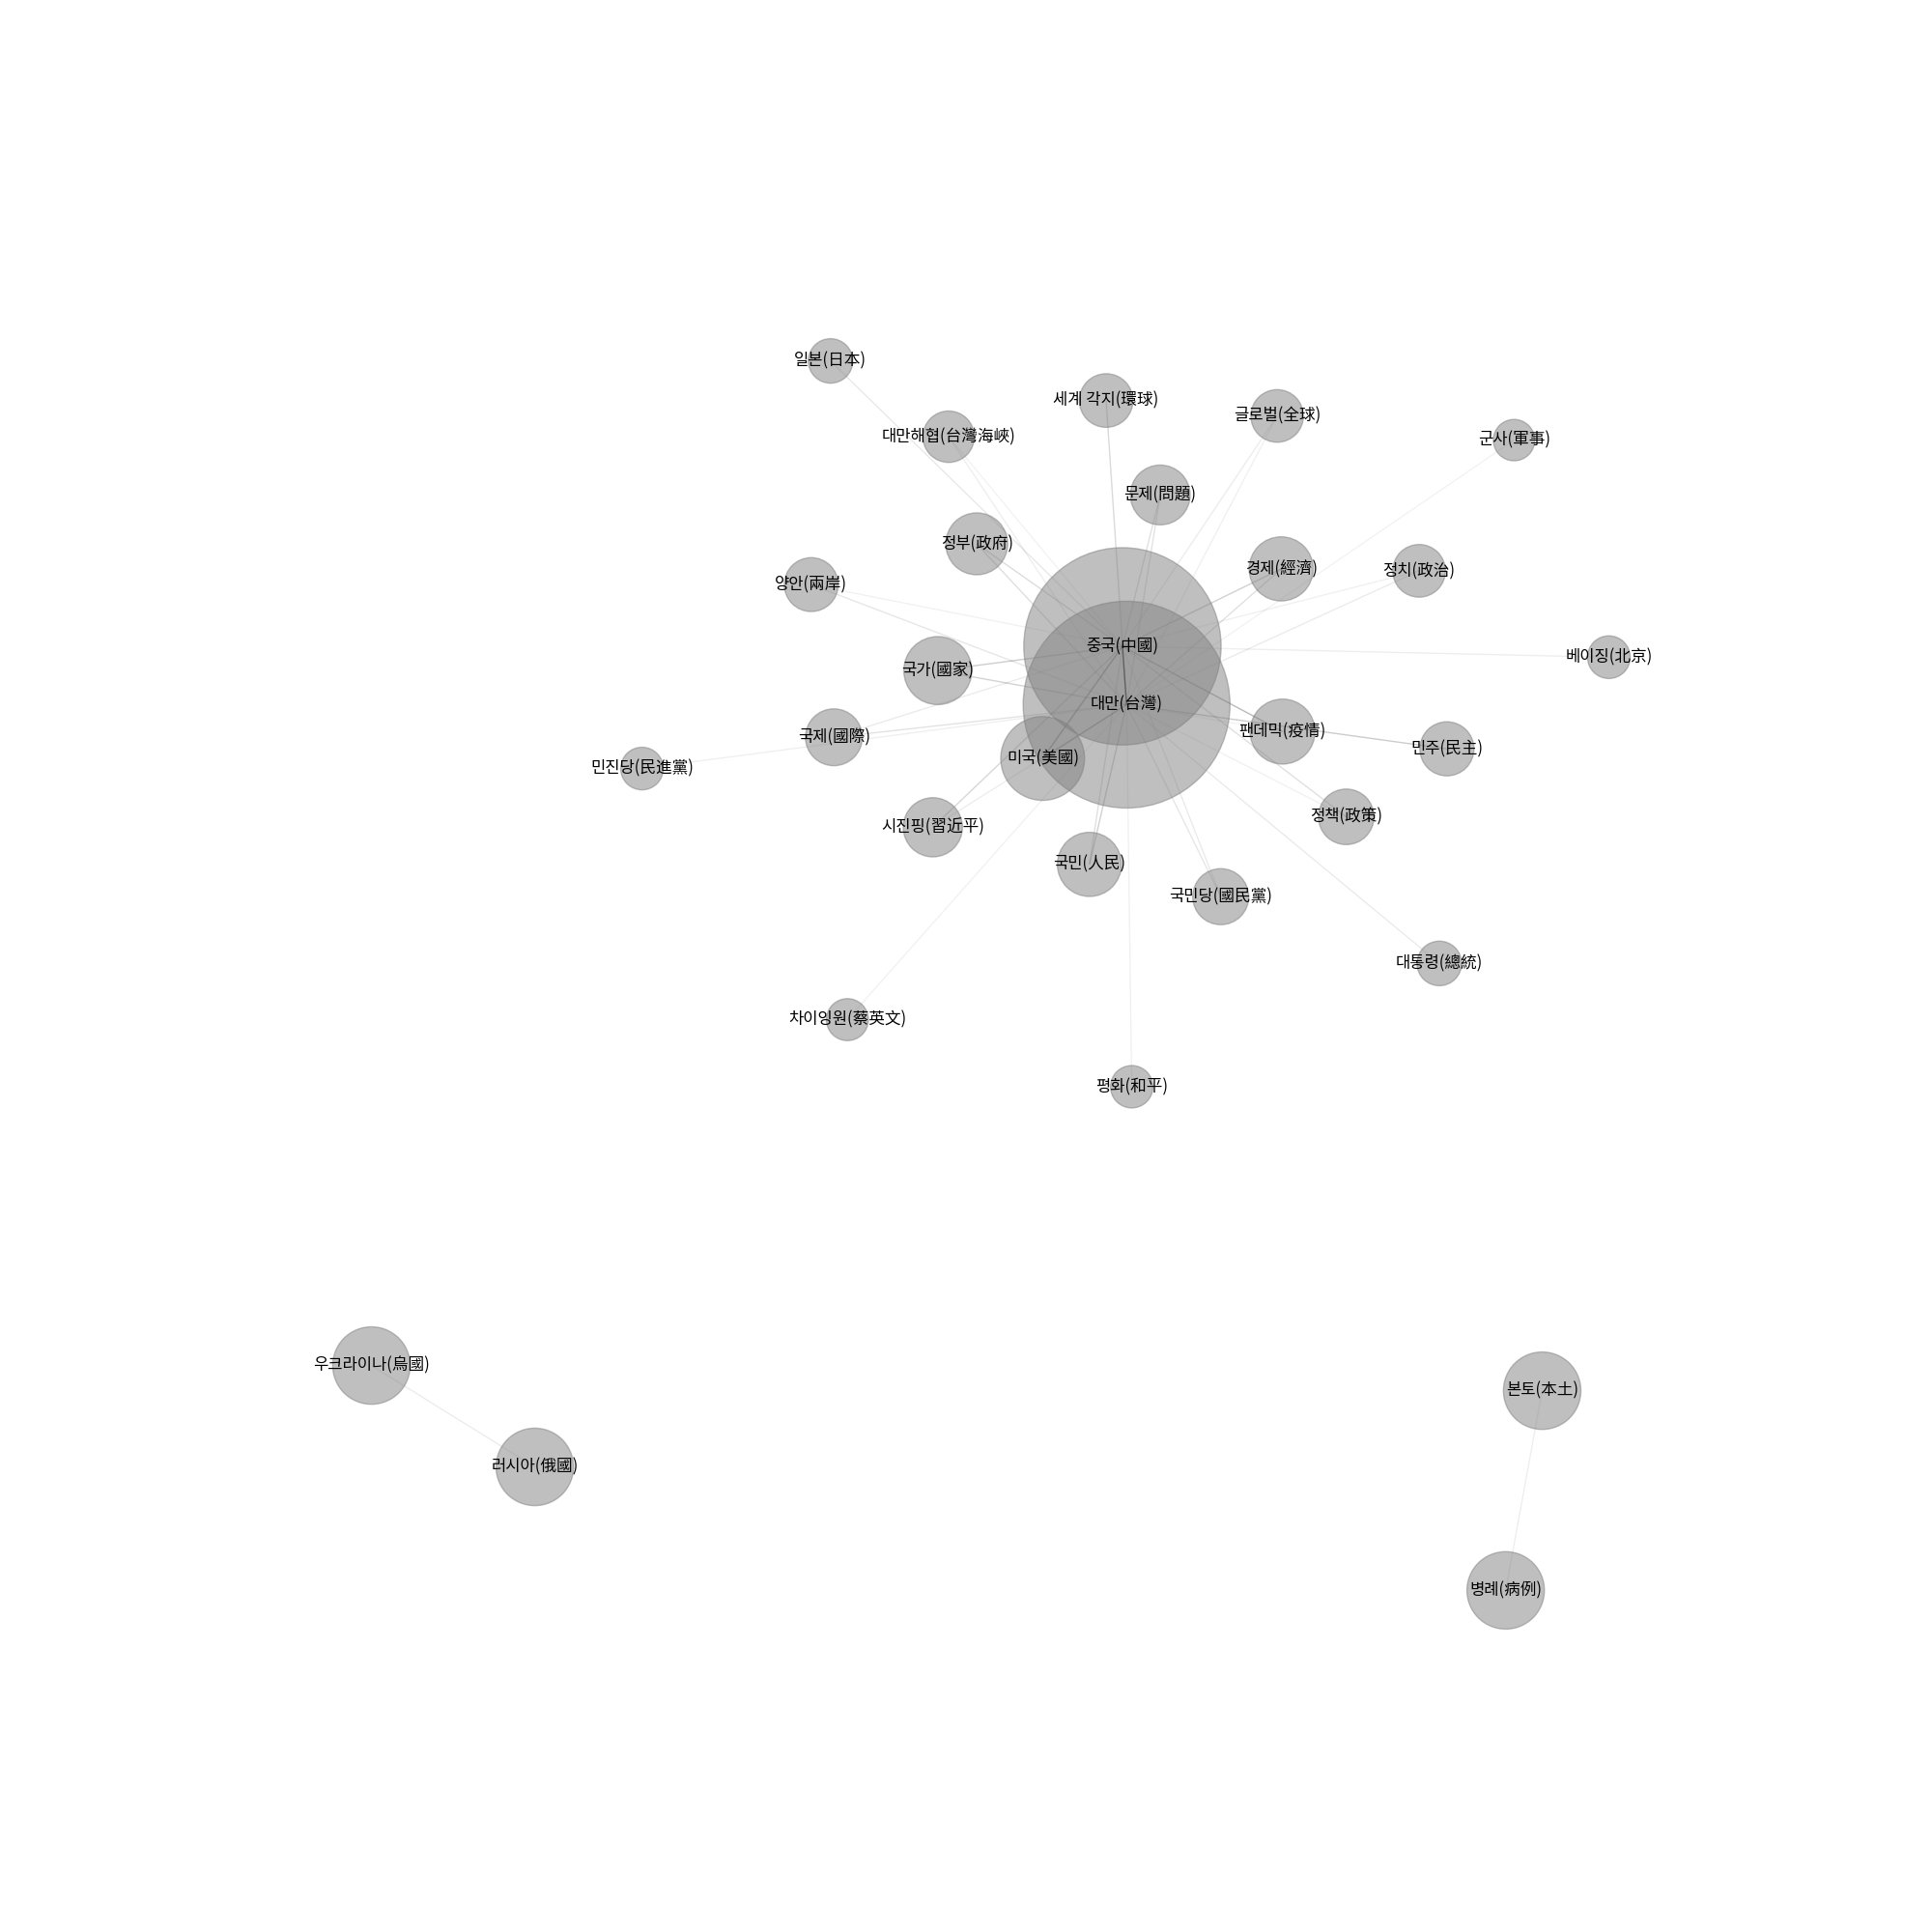 일본(日本)
세계 각지(環球)
글로벌(全球)
대만해협(台灣海峽)
군사(軍事)
문제(問題)
정부(政府)
경제(經濟)
정치(政治)
양안(兩岸)
중국(中國)
베이징(北京)
국가(國家)
대만(台灣)
팬데믹(疫情)
국제(國際)
민주(民主)
미국(美國)
민진당(民進黨)
정책(政策)
시진핑(習近平)
국민(人民)
국민당(國民黨)
대통령(總統)
차이잉원(蔡英文)
평화(和平)
우크라이나(烏國)
본토(本土)
러시아(俄國)
병례(病例)